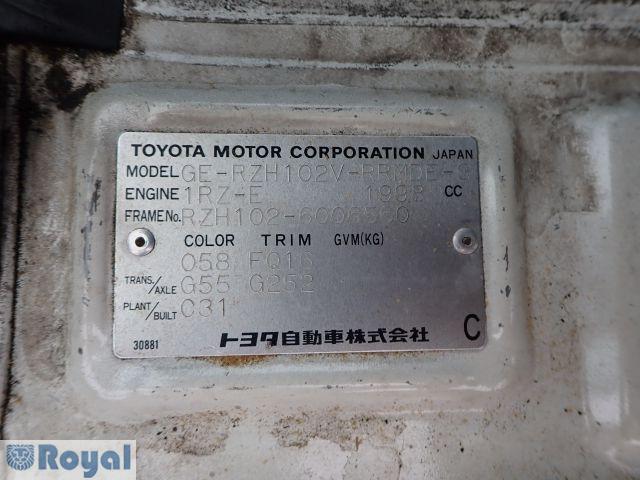 TOYOTA MOTOR CORPORATION JAPAN
MODEL GE-RZH102V-RRMDE-S
ENGINE 1RZ-E 1998 CC
FRAME No. RZH102-6006560
COLOR TRIM GVM(KG)
058 FQ16
TRANS./AXLE G55 G252
PLANT/BUILT C31
30881 トヨタ自動車株式会社 C
Royal